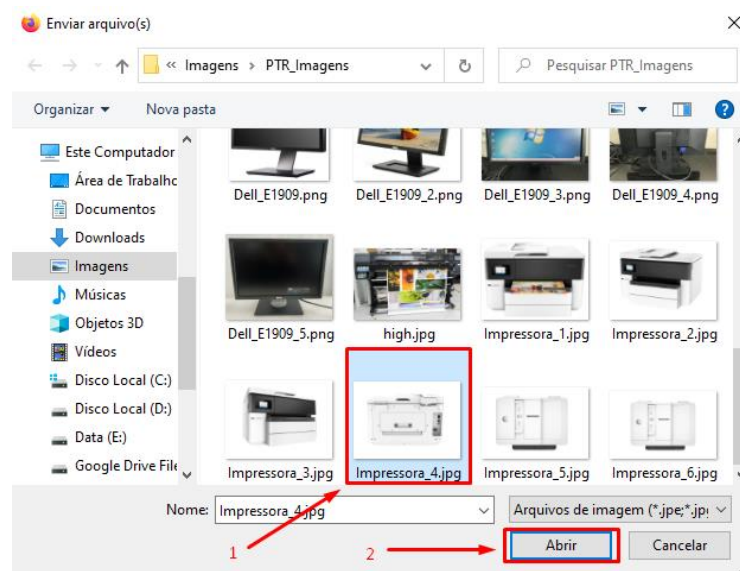 Enviar arquivo(s)
« Imagens › PTR_Imagens
Pesquisar PTR_Imagens
Organizar
Nova pasta
Este Computador
Área de Trabalho
Documentos
Downloads
Imagens
Músicas
Objetos 3D
Vídeos
Disco Local (C:)
Disco Local (D:)
Data (E:)
Google Drive File
Dell_E1909.png
Dell_E1909_2.png
Dell_E1909_3.png
Dell_E1909_4.png
Dell_E1909_5.png
high.jpg
Impressora_1.jpg
Impressora_2.jpg
Impressora_3.jpg
Impressora_4.jpg
Impressora_5.jpg
Impressora_6.jpg
Nome: Impressora_4.jpg
Arquivos de imagem (*.jpe;*.jp
1
2
Abrir
Cancelar